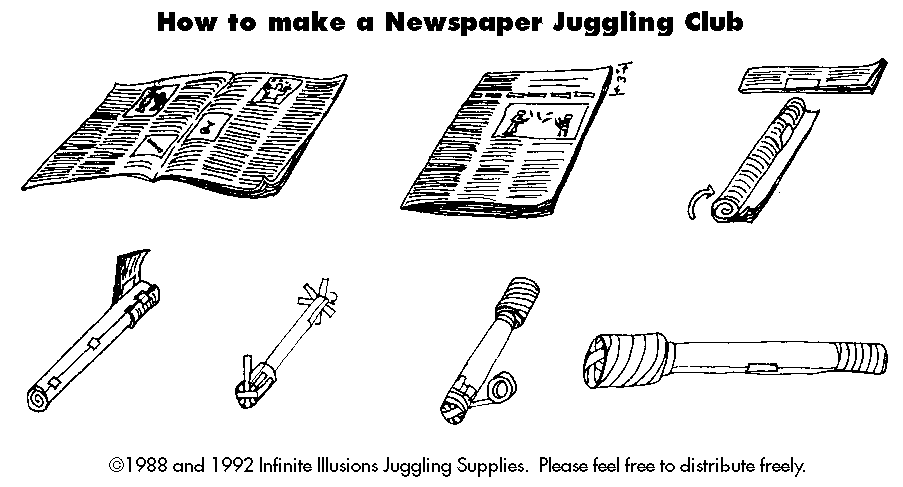 How to make a Newspaper Juggling Club
©1988 and 1992 Infinite Illusions Juggling Supplies.  Please feel free to distribute freely.